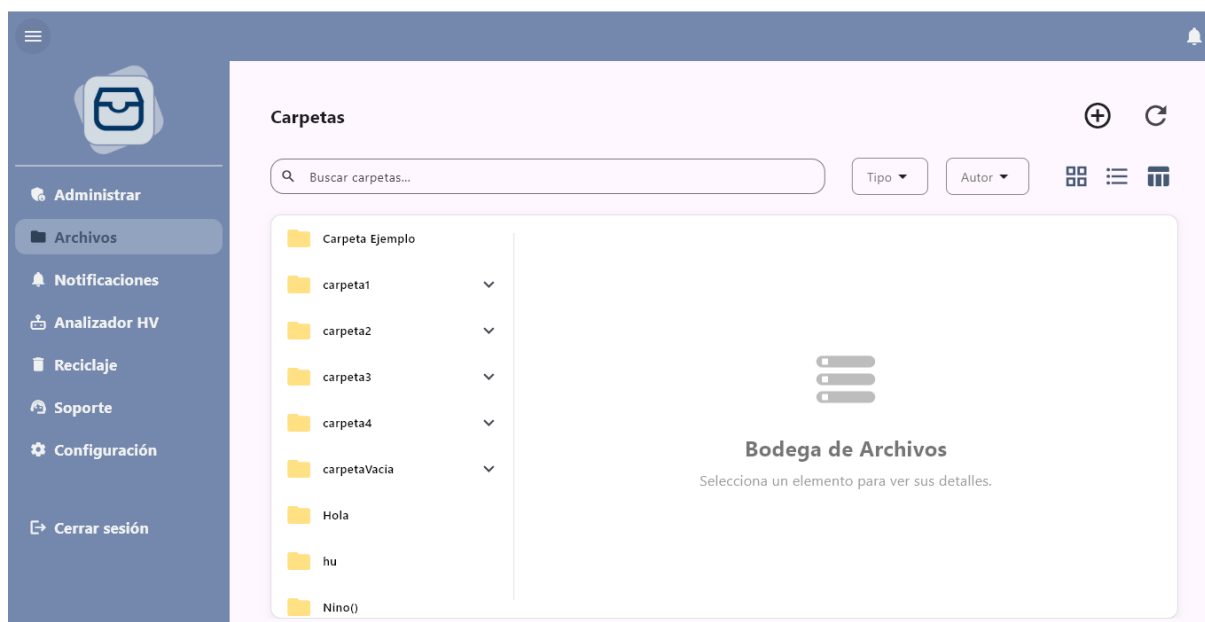 Carpetas
Buscar carpetas...
Tipo
Autor
Administrar
Archivos
Notificaciones
Analizador HV
Reciclaje
Soporte
Configuración
Cerrar sesión
Carpeta Ejemplo
carpeta1
carpeta2
carpeta3
carpeta4
carpetaVacia
Hola
hu
Nino()
Bodega de Archivos
Selecciona un elemento para ver sus detalles.